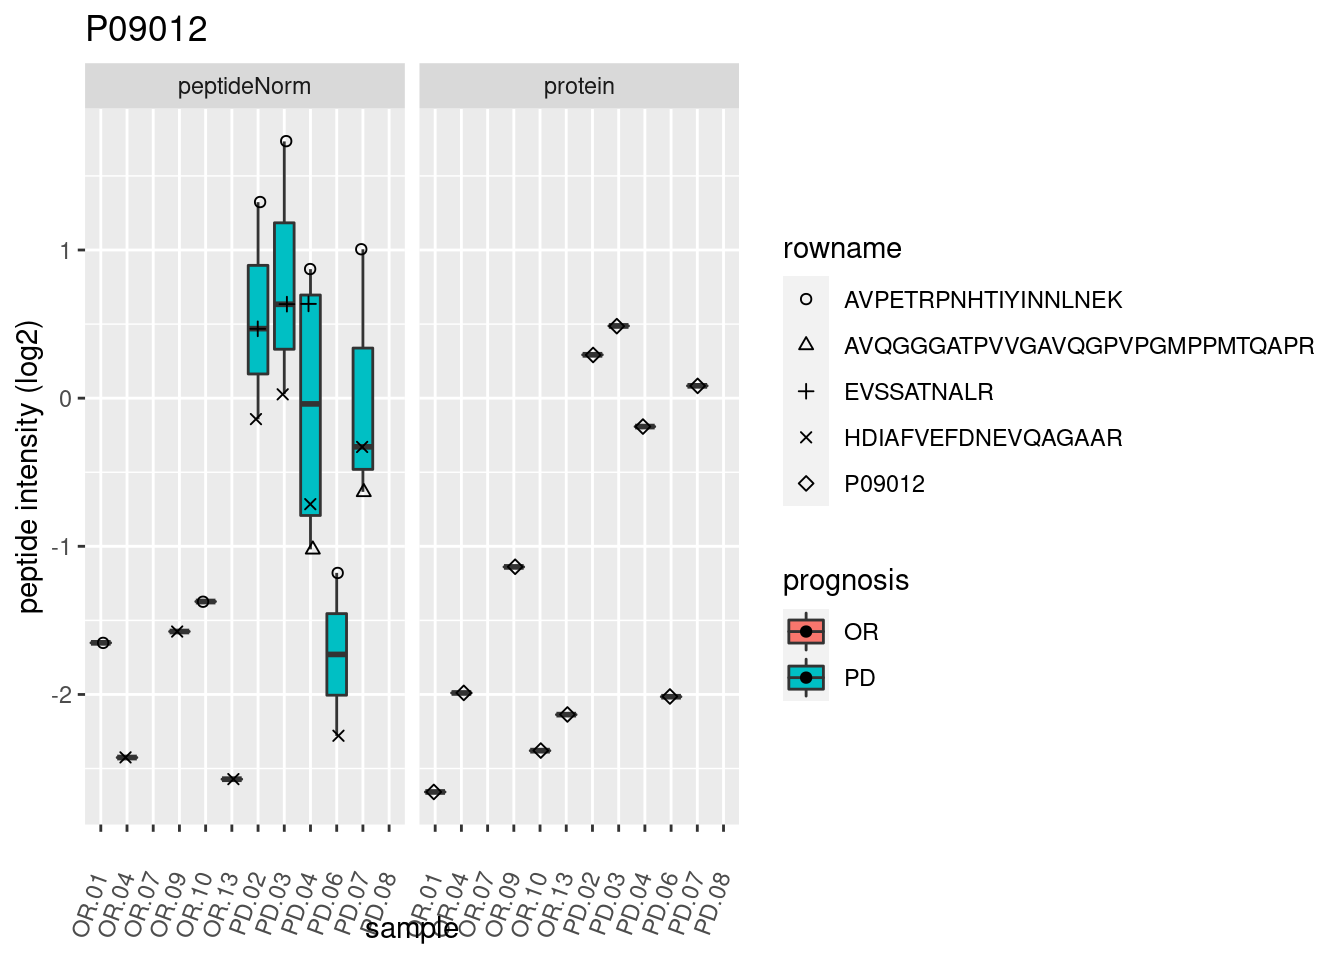 P09012
peptideNorm
protein
peptide intensity (log2)
1
0
-1
-2
OR.01
OR.04
OR.07
OR.09
OR.10
OR.13
PD.02
PD.03
PD.04
PD.06
PD.07
PD.08
OR.01
OR.04
OR.07
OR.09
OR.10
OR.13
PD.02
PD.03
PD.04
PD.06
PD.07
PD.08
sample
rowname
AVPETRPNHTIYINNLNEK
AVQGGGATPVVGAVQGPVPGMPPMTQAPR
EVSSATNALR
HDIAFVEFDNEVQAGAAR
P09012
prognosis
OR
PD